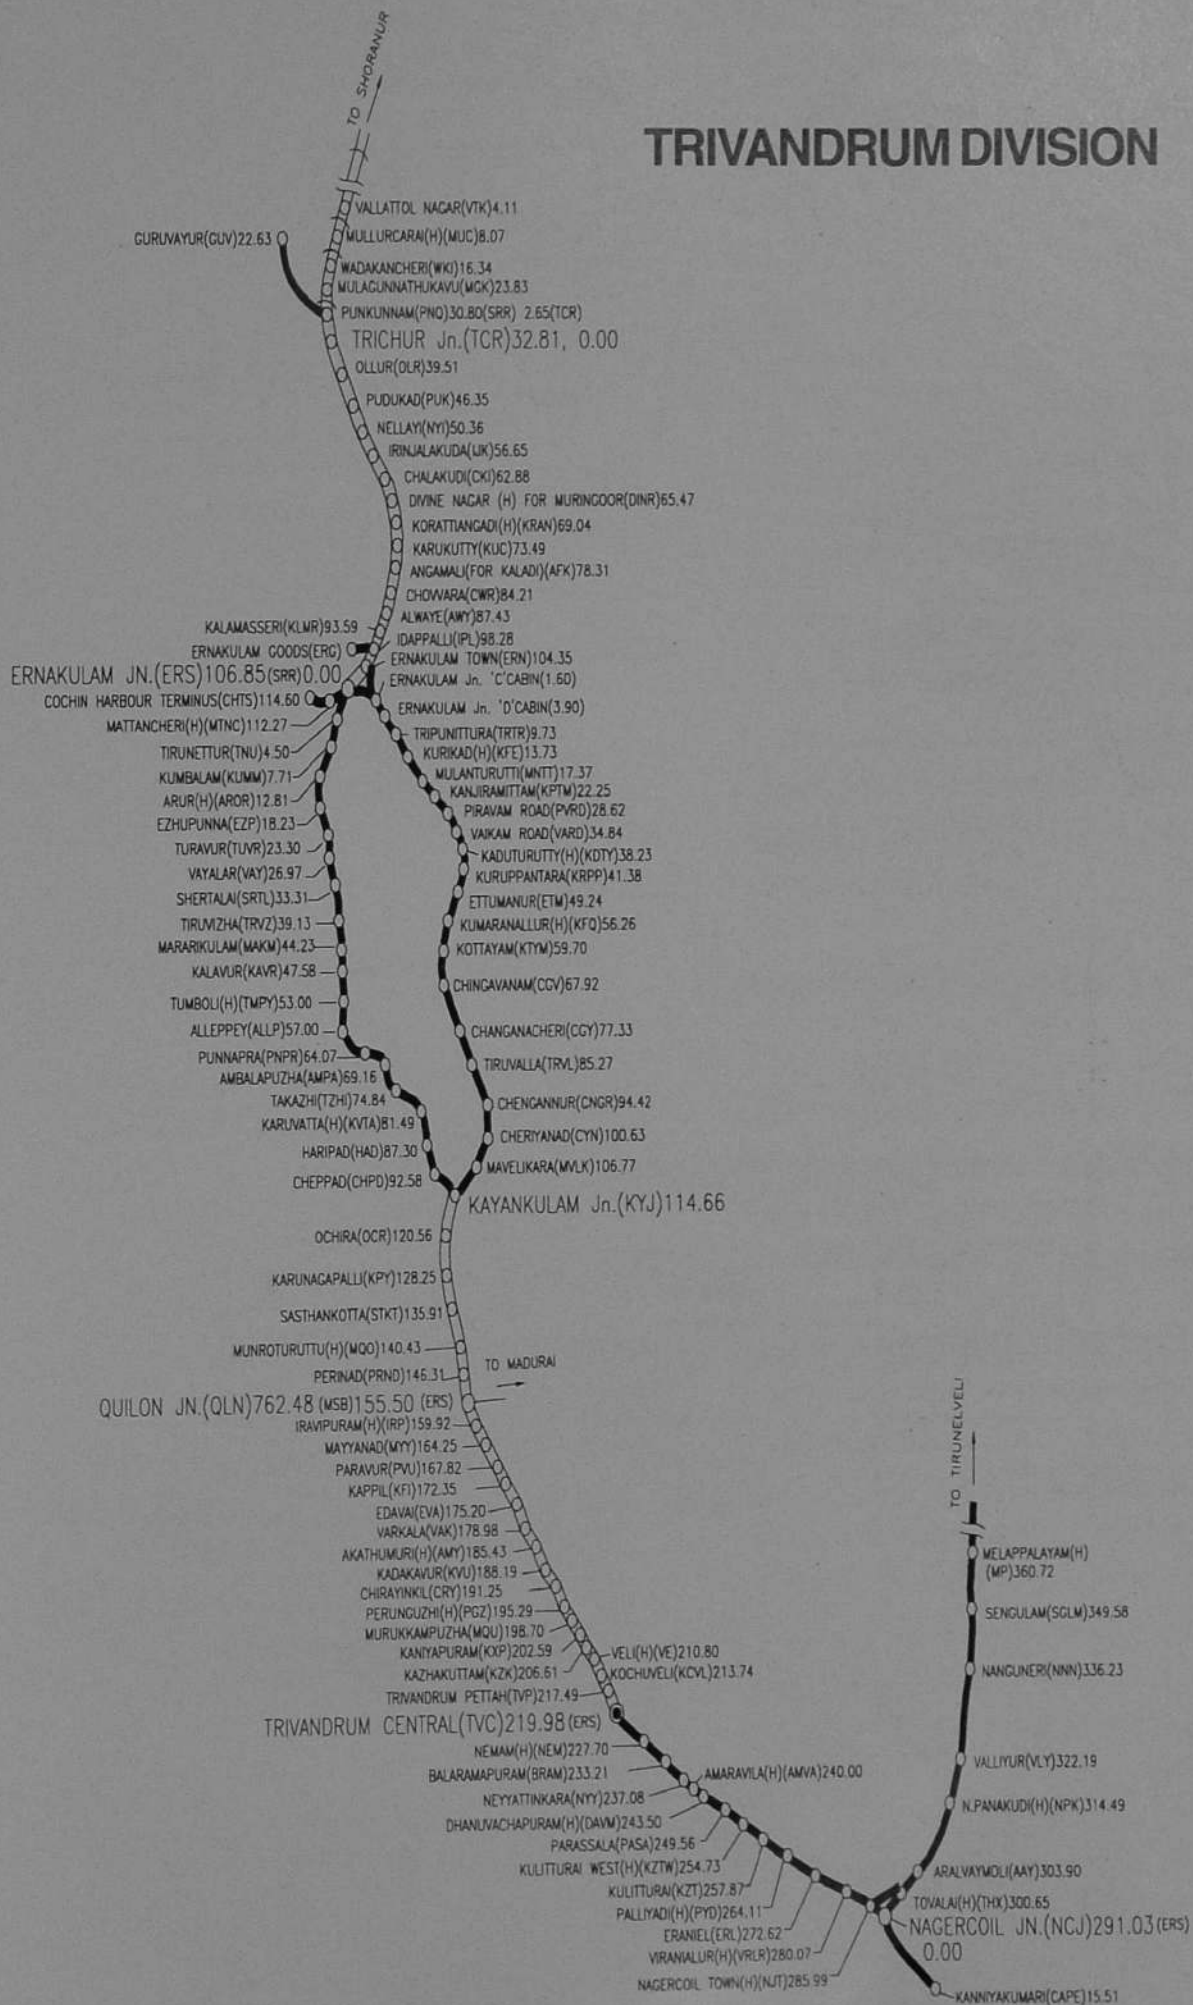 TO SHORANUR
TRIVANDRUM DIVISION
VALLATTOL NAGAR(VTK)4.11
GURUVAYUR(GUV)22.63
MULLURCARAI(H)(MUC)8.07
WADAKANCHERI(WKI)16.34
MULAGUNNATHUKAVU(MGK)23.83
PUNKUNNAM(PNQ)30.80(SRR) 2.65(TCR)
TRICHUR Jn.(TCR)32.81, 0.00
OLLUR(OLR)39.51
PUDUKAD(PUK)46.35
NELLAYI(NYI)50.36
IRINJALAKUDA(IJK)56.65
CHALAKUDI(CKI)62.88
DIVINE NAGAR (H) FOR MURINGOOR(DINR)65.47
KORATTIANGADI(H)(KRAN)69.04
KARUKUTTY(KUC)73.49
ANGAMALI(FOR KALADI)(AFK)78.31
CHOWARA(CWR)84.21
ALWAYE(AWY)87.43
KALAMASSERI(KLMR)93.59
IDAPPALLI(IPL)98.28
ERNAKULAM GOODS(ERG)
ERNAKULAM TOWN(ERN)104.35
ERNAKULAM JN.(ERS)106.85(SRR)0.00
ERNAKULAM Jn. 'C'CABIN(1.60)
COCHIN HARBOUR TERMINUS(CHTS)114.60
ERNAKULAM Jn. 'D'CABIN(3.90)
MATTANCHERI(H)(MTNC)112.27
TRIPUNITTURA(TRTR)9.73
TIRUNETTUR(TNU)4.50
KURIKAD(H)(KFE)13.73
KUMBALAM(KUMM)7.71
MULANTURUTTI(MNTT)17.37
KANJIRAMITTAM(KPTM)22.25
ARUR(H)(AROR)12.81
PIRAVAM ROAD(PVRD)28.62
EZHUPUNNA(EZP)18.23
VAIKAM ROAD(VARD)34.84
TURAVUR(TUVR)23.30
KADUTURUTTY(H)(KDTY)38.23
VAYALAR(VAY)26.97
KURUPPANTARA(KRPP)41.38
SHERTALAI(SRTL)33.31
ETTUMANUR(ETM)49.24
TIRUVIZHA(TRVZ)39.13
KUMARANALLUR(H)(KFQ)56.26
MARARIKULAM(MAKM)44.23
KOTTAYAM(KTYM)59.70
KALAVUR(KAVR)47.58
CHINGAVANAM(CGV)67.92
TUMBOLI(H)(TMPY)53.00
ALLEPPEY(ALLP)57.00
CHANGANACHERI(CGY)77.33
PUNNAPRA(PNPR)64.07
TIRUVALLA(TRVL)85.27
AMBALAPUZHA(AMPA)69.16
TAKAZHI(TZHI)74.84
CHENGANNUR(CNGR)94.42
KARUVATTA(H)(KVTA)81.49
CHERIYANAD(CYN)100.63
HARIPAD(HAD)87.30
MAVELIKARA(MVLK)106.77
CHEPPAD(CHPD)92.58
KAYANKULAM Jn.(KYJ)114.66
OCHIRA(OCR)120.56
KARUNAGAPALLI(KPY)128.25
SASTHANKOTTA(STKT)135.91
MUNROTURUTTU(H)(MQO)140.43
TO MADURAI
PERINAD(PRND)146.31
QUILON JN.(QLN)762.48 (MSB)155.50 (ERS)
IRAVIPURAM(H)(IRP)159.92
MAYYANAD(MYY)164.25
PARAVUR(PVU)167.82
KAPPIL(KFI)172.35
EDAVAI(EVA)175.20
VARKALA(VAK)178.98
AKATHUMURI(H)(AMY)185.43
KADAKAVUR(KVU)188.19
CHIRAYINKIL(CRY)191.25
PERUNGUZHI(H)(PGZ)195.29
MURUKKAMPUZHA(MQU)198.70
KANIYAPURAM(KXP)202.59
VELI(H)(VE)210.80
KAZHAKUTTAM(KZK)206.61
KOCHUVELI(KCVL)213.74
TRIVANDRUM PETTAH(TVP)217.49
TRIVANDRUM CENTRAL(TVC)219.98(ERS)
NEMAM(H)(NEM)227.70
BALARAMAPURAM(BRAM)233.21
AMARAVILA(H)(AMVA)240.00
NEYYATTINKARA(NYY)237.08
DHANUVACHAPURAM(H)(DAVM)243.50
PARASSALA(PASA)249.56
KULITTURAI WEST(H)(KZTW)254.73
KULITTURAI(KZT)257.87
PALLIYADI(H)(PYD)264.11
ERANIEL(ERL)272.62
VIRANIALUR(H)(VRLR)280.07
NAGERCOIL TOWN(H)(NJT)285.99
TO TIRUNELVELI
MELAPPALAYAM(H)
(MP)360.72
SENGULAM(SGLM)349.58
NANGUNERI(NNN)336.23
VALLIYUR(VLY)322.19
N.PANAKUDI(H)(NPK)314.49
ARALVAYMOLI(AAY)303.90
TOVALAI(H)(THX)300.65
NAGERCOIL JN.(NCJ)291.03(ERS)
0.00
KANNIYAKUMARI(CAPE)15.51